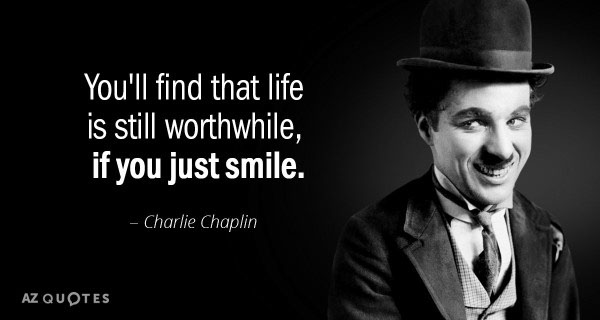 You'll find that life
is still worthwhile,
if you just smile.
– Charlie Chaplin
AZ QUOTES